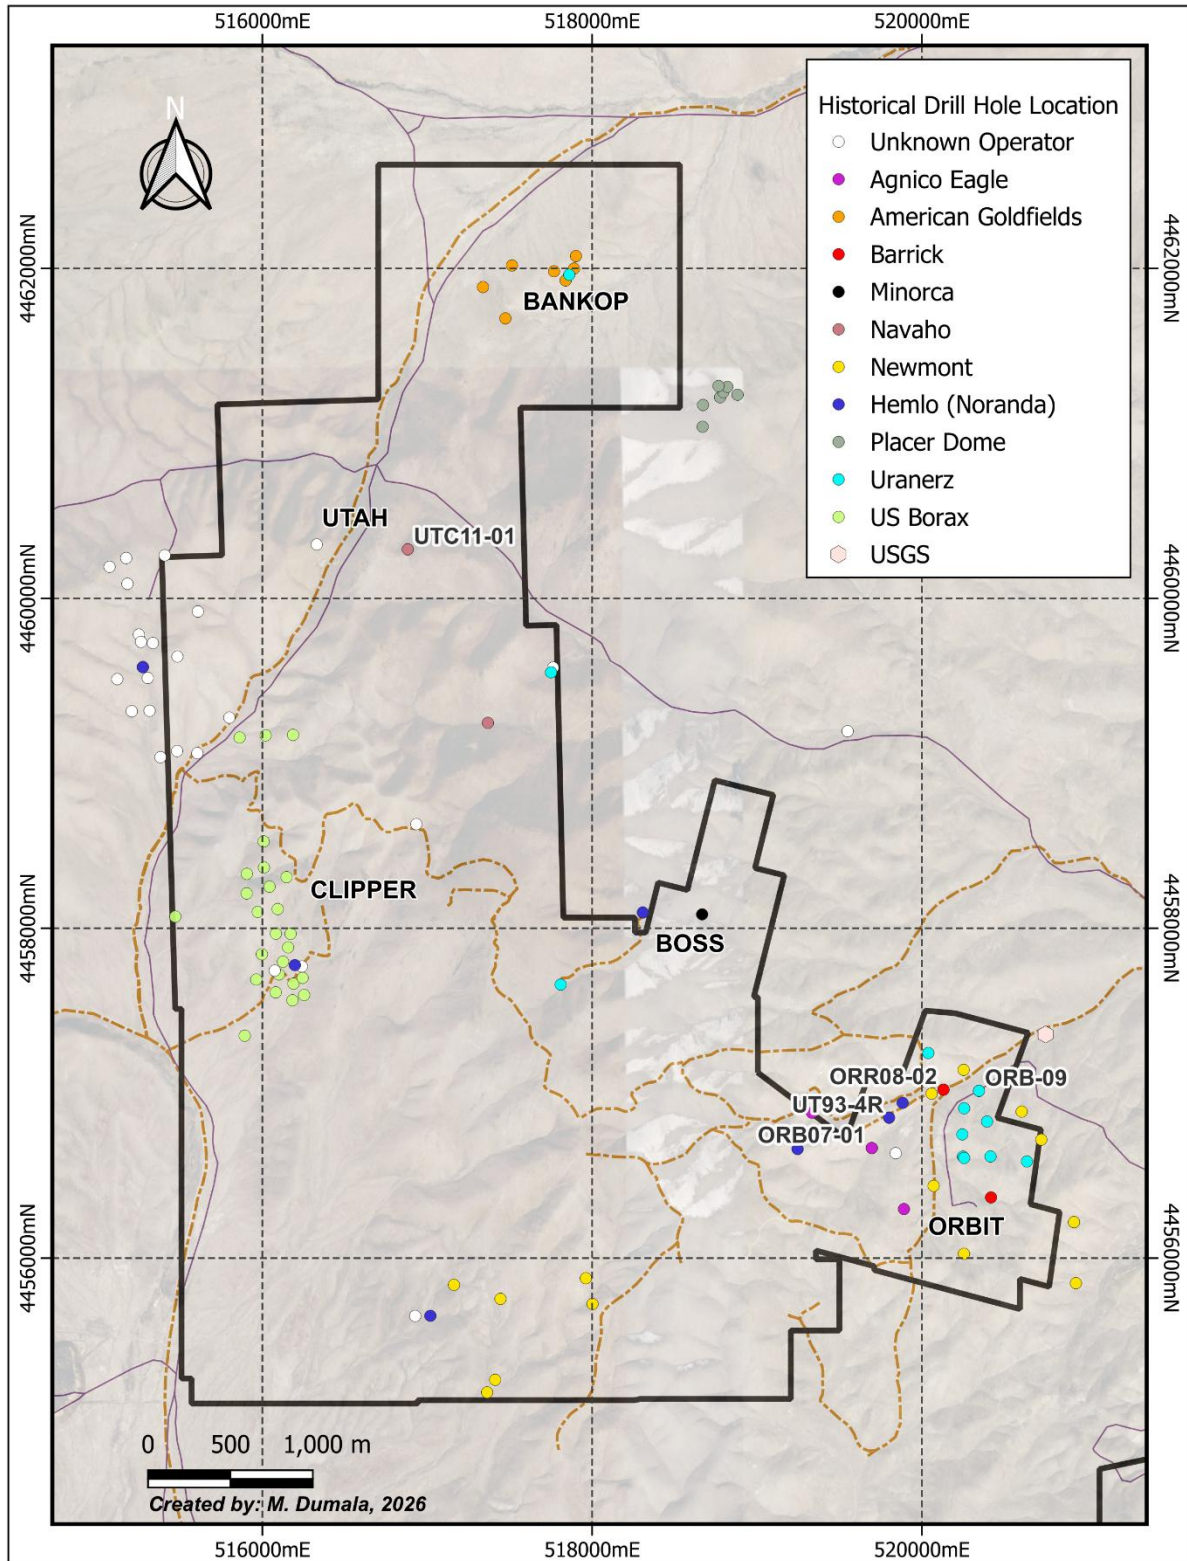 516000mE
518000mE
520000mE
N
Historical Drill Hole Location
Unknown Operator
Agnico Eagle
American Goldfields
Barrick
Minorca
Navaho
Newmont
Hemlo (Noranda)
Placer Dome
Uranerz
US Borax
USGS
4462000mN
4462000mN
BANKOP
UTAH
UTC11-01
4460000mN
4460000mN
CLIPPER
BOSS
4458000mN
4458000mN
ORR08-02
ORB-09
UT93-4R
ORB07-01
ORBIT
4456000mN
4456000mN
0 500 1,000 m
Created by: M. Dumala, 2026
516000mE
518000mE
520000mE